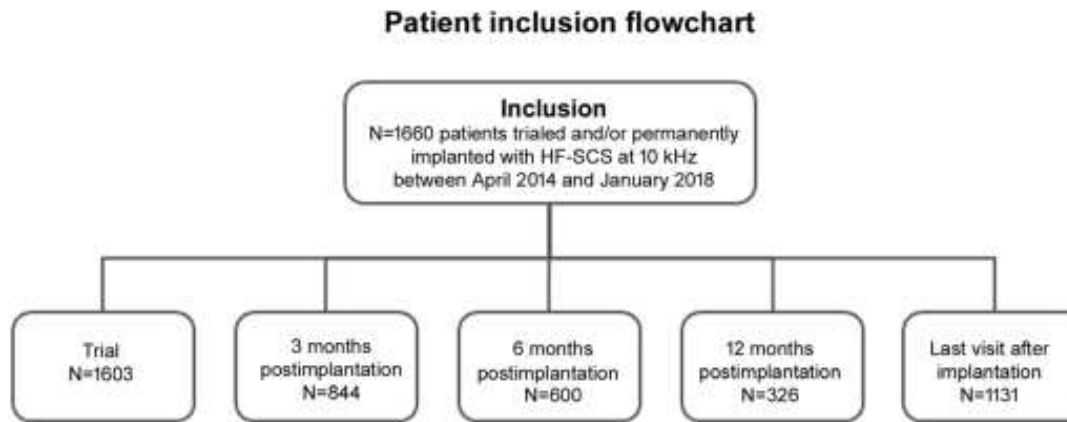 Patient inclusion flowchart
Inclusion
N=1660 patients trialed and/or permanently
implanted with HF-SCS at 10 kHz
between April 2014 and January 2018
Trial
N=1603
3 months
postimplantation
N=844
6 months
postimplantation
N=600
12 months
postimplantation
N=326
Last visit after
implantation
N=1131